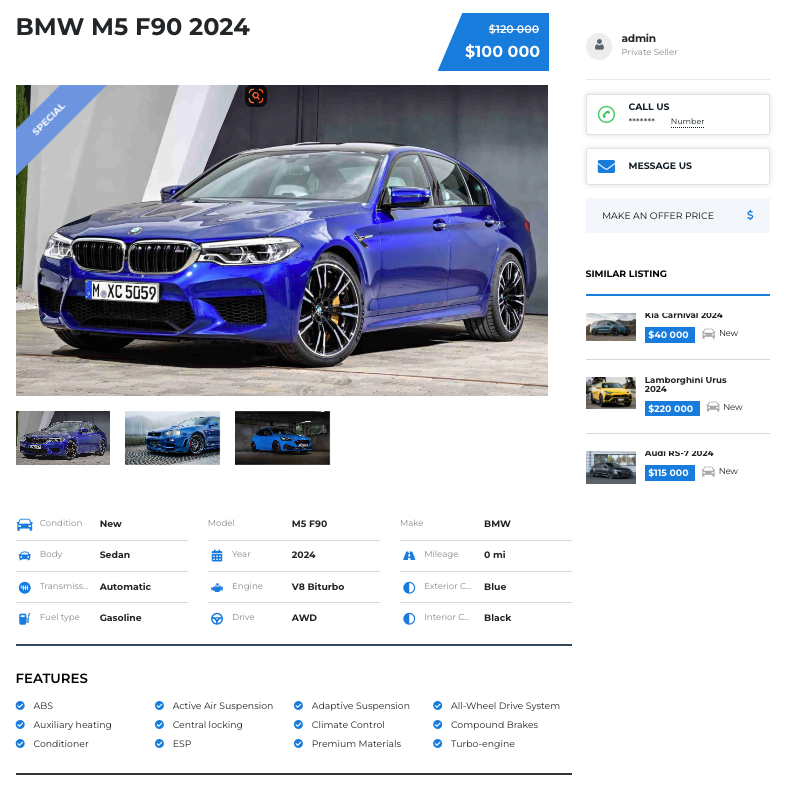 BMW M5 F90 2024
$120 000
$100 000
SPECIAL
M XC 5059
Condition New
Model M5 F90
Make BMW
Body Sedan
Year 2024
Mileage 0 mi
Transmiss... Automatic
Engine V8 Biturbo
Exterior C... Blue
Fuel type Gasoline
Drive AWD
Interior C... Black
FEATURES
ABS
Active Air Suspension
Adaptive Suspension
All-Wheel Drive System
Auxiliary heating
Central locking
Climate Control
Compound Brakes
Conditioner
ESP
Premium Materials
Turbo-engine
admin
Private Seller
CALL US
******* Number
MESSAGE US
MAKE AN OFFER PRICE $
SIMILAR LISTING
Kia Carnival 2024
$40 000 New
Lamborghini Urus
2024
$220 000 New
Audi RS-7 2024
$115 000 New